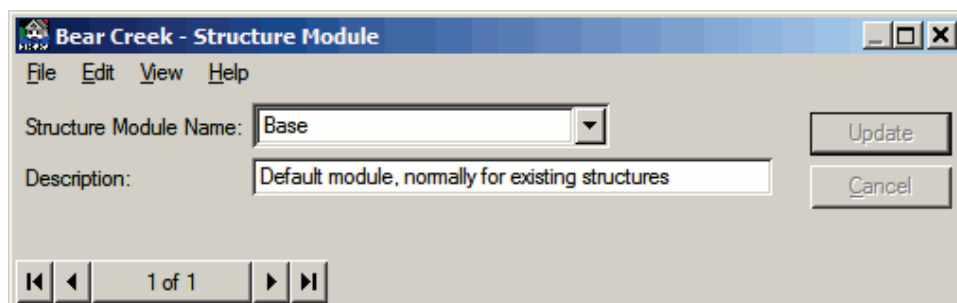 Bear Creek - Structure Module
File Edit View Help
Structure Module Name: Base
Update
Description: Default module, normally for existing structures
Cancel
1 of 1